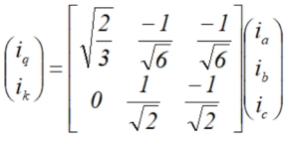 (i_q i_k) = [√(2/3) -1/√6 -1/√6
0 1/√2 -1/√2] (i_a i_b i_c)